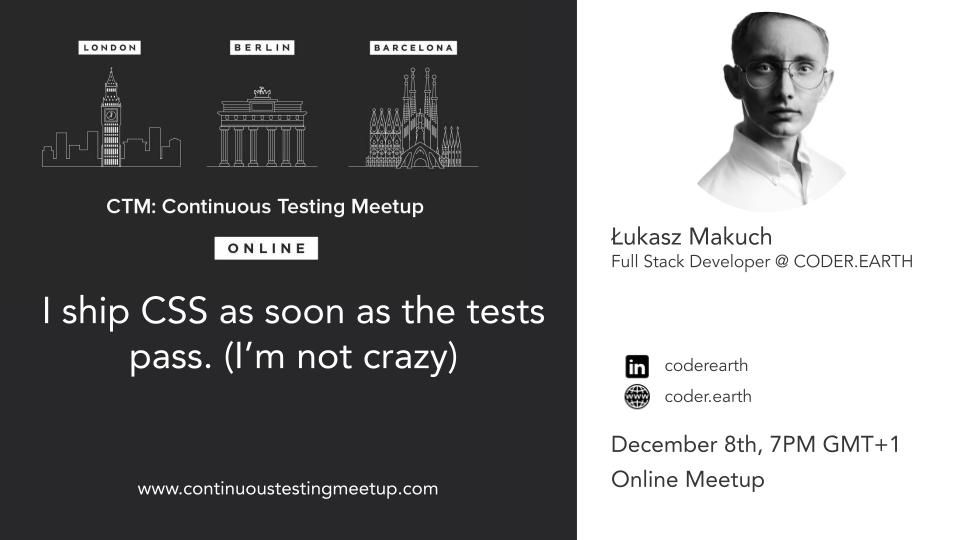 LONDON
BERLIN
BARCELONA
CTM: Continuous Testing Meetup
ONLINE
I ship CSS as soon as the tests
pass. (I’m not crazy)
www.continuoustestingmeetup.com
Łukasz Makuch
Full Stack Developer @ CODER.EARTH
in
coderearth
www
coder.earth
December 8th, 7PM GMT+1
Online Meetup